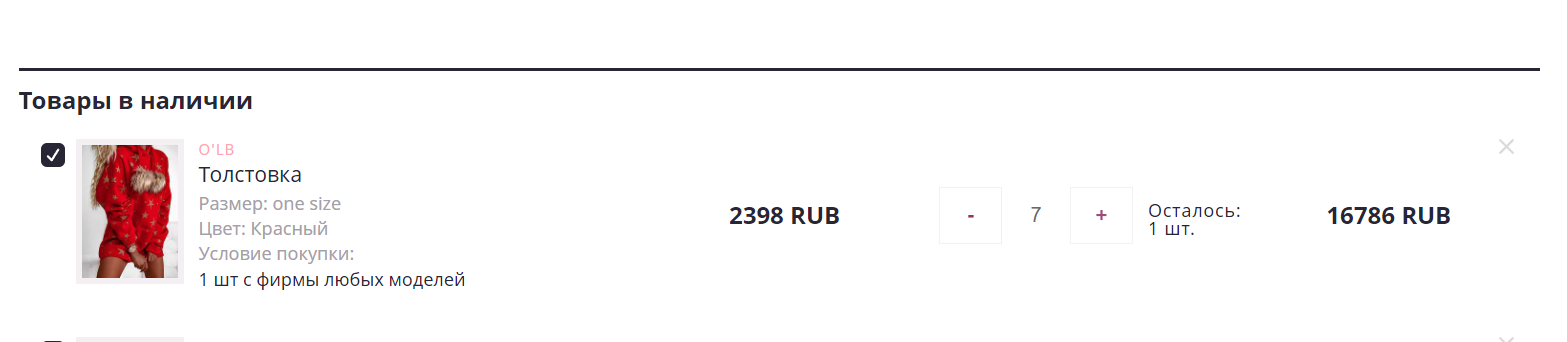 Товары в наличии
O'LB
Толстовка
Размер: one size
Цвет: Красный
Условие покупки:
1 шт с фирмы любых моделей
2398 RUB
-
7
+
Осталось:
1 шт.
16786 RUB